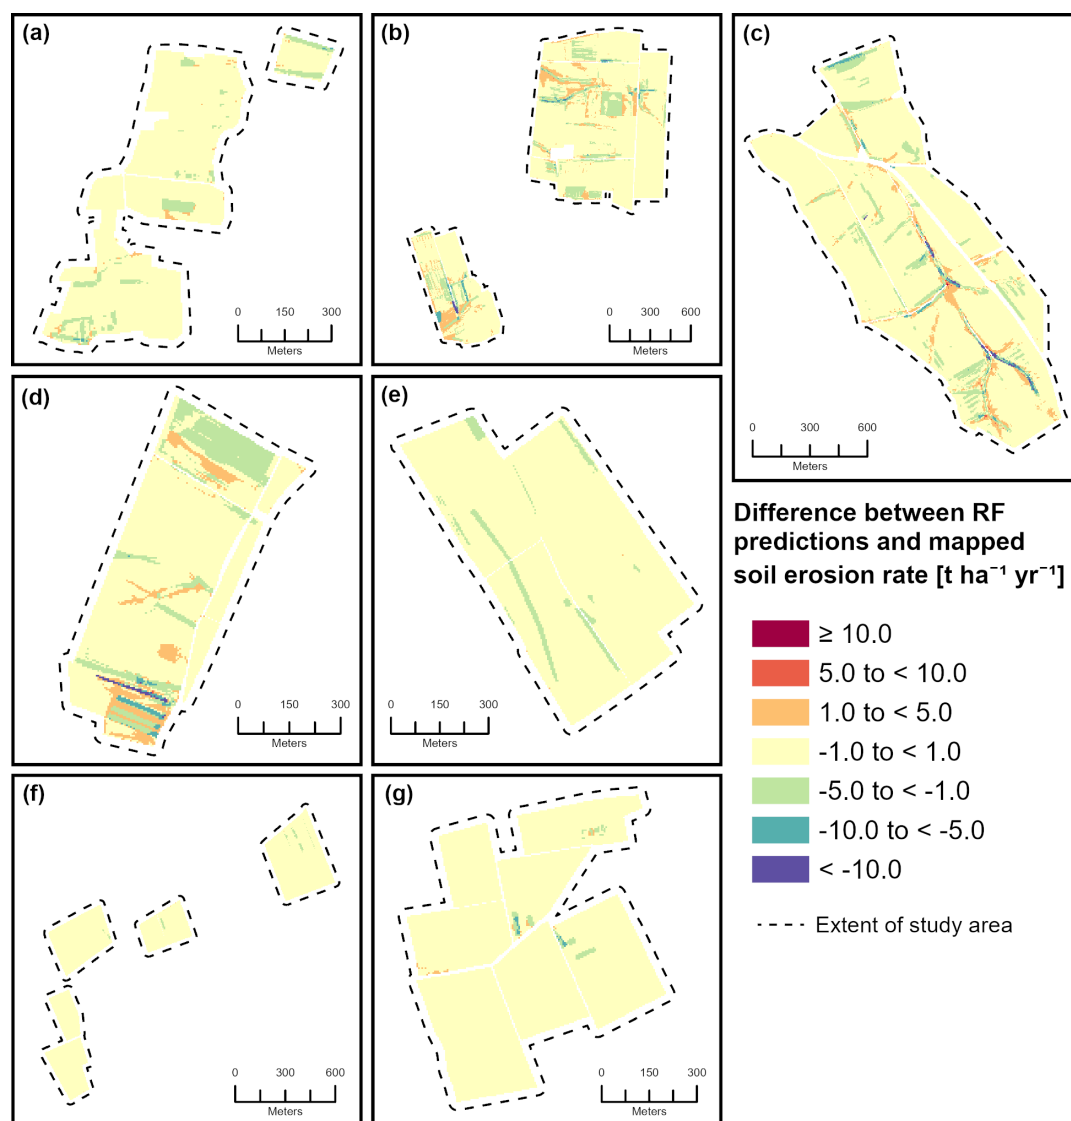 (a)
0 150 300
Meters
(b)
0 300 600
Meters
(c)
0 300 600
Meters
(d)
0 150 300
Meters
(e)
0 150 300
Meters
(f)
0 300 600
Meters
(g)
0 150 300
Meters
Difference between RF
predictions and mapped
soil erosion rate [t ha⁻¹ yr⁻¹]
≥ 10.0
5.0 to < 10.0
1.0 to < 5.0
-1.0 to < 1.0
-5.0 to < -1.0
-10.0 to < -5.0
< -10.0
Extent of study area